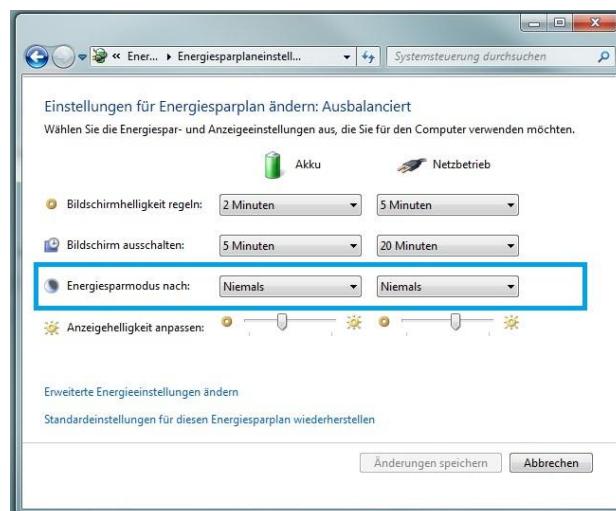 « Ener... ▸ Energiesparplaneinstell...
Systemsteuerung durchsuchen
Einstellungen für Energiesparplan ändern: Ausbalanciert
Wählen Sie die Energiespar- und Anzeigeeinstellungen aus, die Sie für den Computer verwenden möchten.
Akku Netzbetrieb
Bildschirmhelligkeit regeln: 2 Minuten 5 Minuten
Bildschirm ausschalten: 5 Minuten 20 Minuten
Energiesparmodus nach: Niemals Niemals
Anzeigehelligkeit anpassen:
Erweiterte Energieeinstellungen ändern
Standardeinstellungen für diesen Energiesparplan wiederherstellen
Änderungen speichern Abbrechen